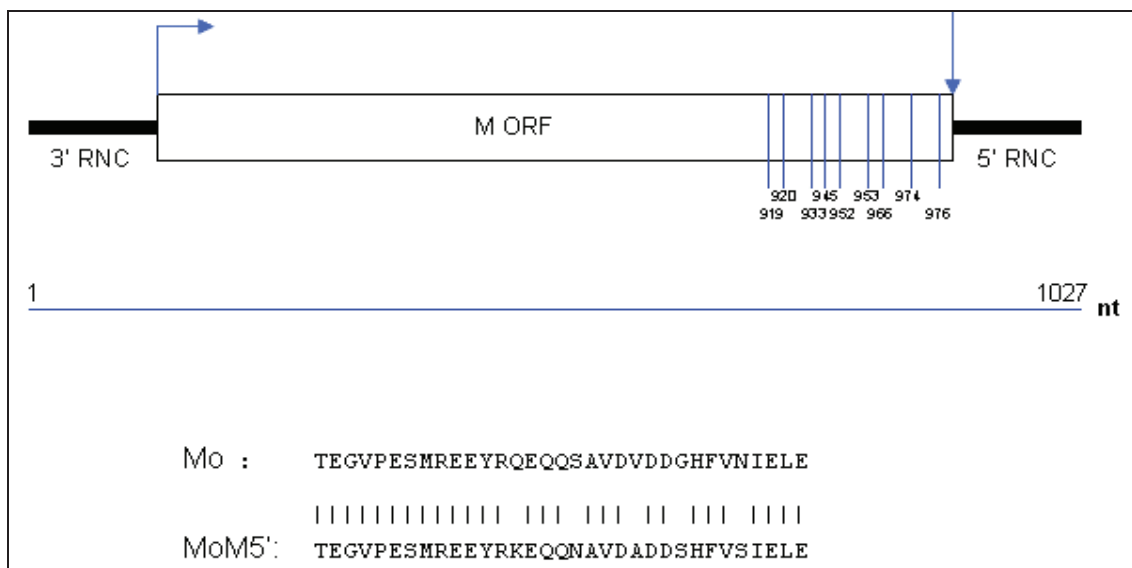 M ORF
3' RNC
5' RNC
920 945 953 974
919 933 952 966 976
1 1027 nt
Mo : TEGVPESMREEYRQEQQSAVDVDDGHFVNIELE
||||||||||||| ||| ||| || ||| ||||
MoM5': TEGVPESMREEYRKEQQNAVDADDSHFVSIELE